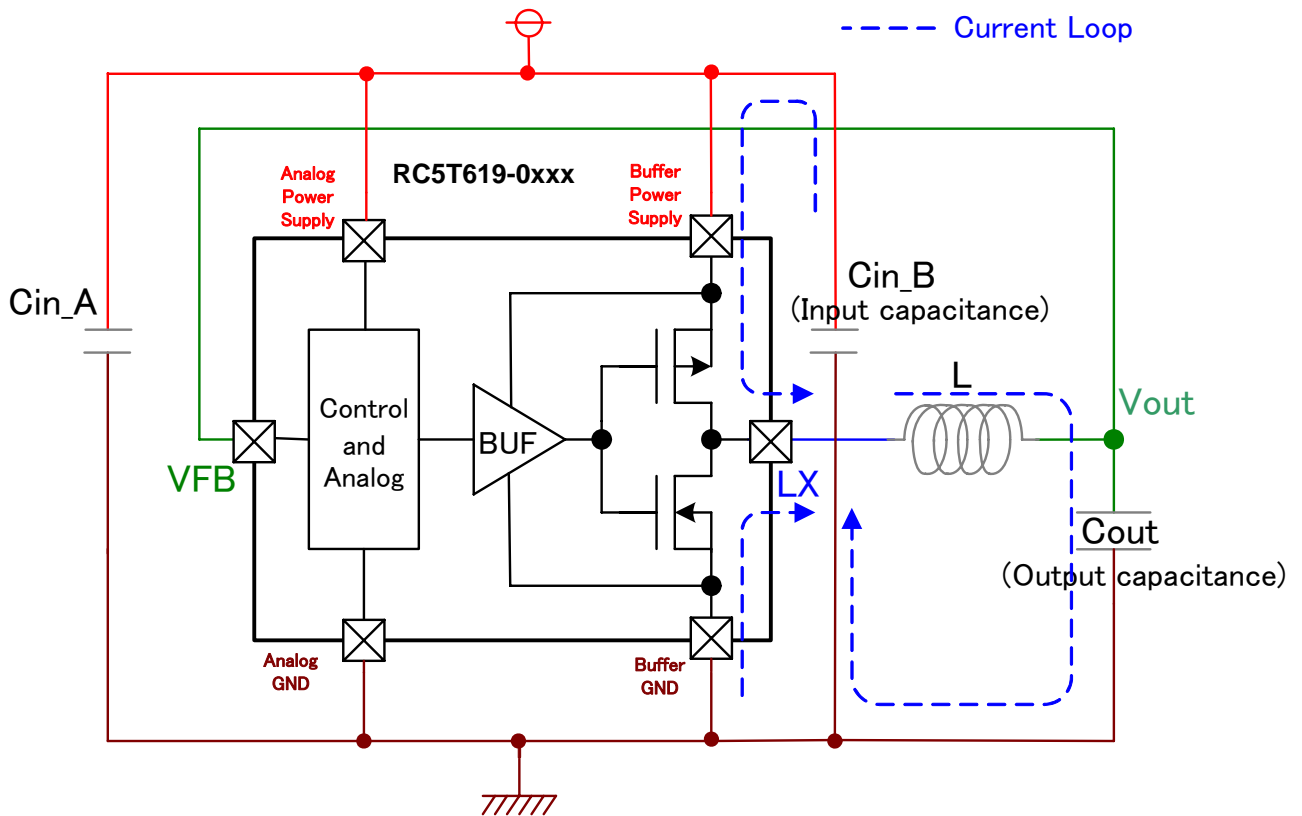 Current Loop
RC5T619-0xxx
Analog
Power
Supply
Buffer
Power
Supply
Cin_A
Cin_B
(Input capacitance)
Control
and
Analog
BUF
L
Vout
VFB
LX
Cout
(Output capacitance)
Analog
GND
Buffer
GND